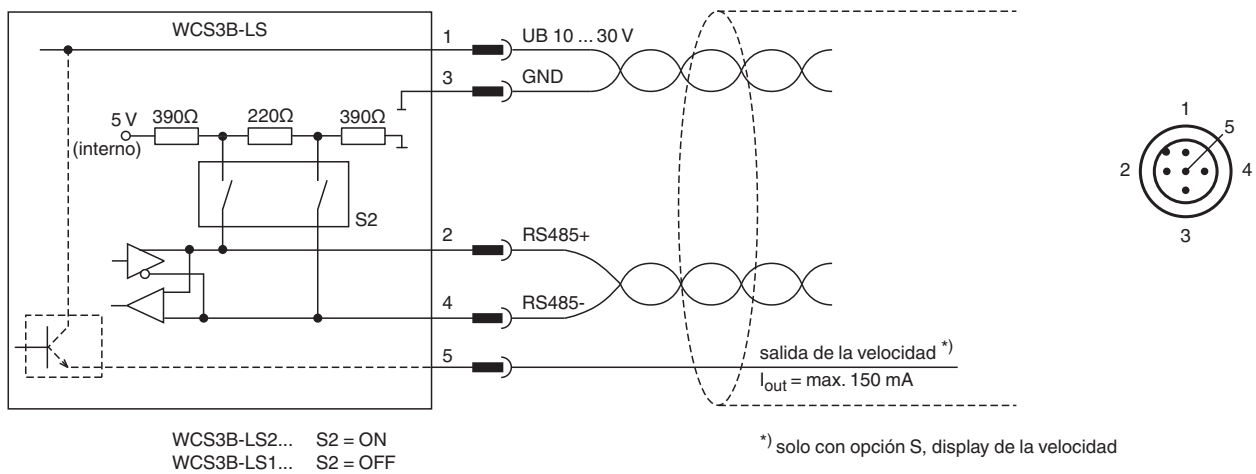 WCS3B-LS
1
UB 10 ... 30 V
3
GND
5 V
(interno)
390Ω
220Ω
390Ω
S2
2
RS485+
4
RS485-
5
salida de la velocidad *)
Iout = max. 150 mA
1
5
2
4
3
WCS3B-LS2... S2 = ON
WCS3B-LS1... S2 = OFF
*) solo con opción S, display de la velocidad